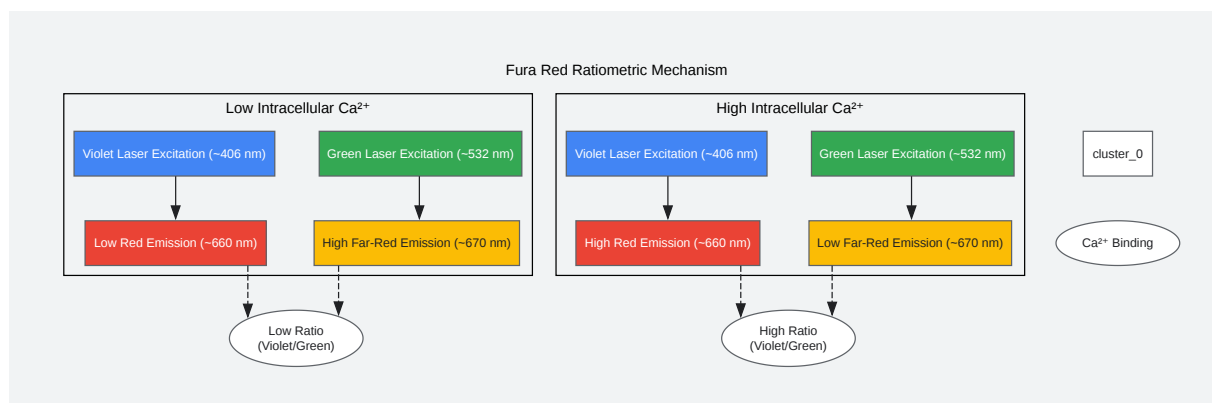 Fura Red Ratiometric Mechanism
Low Intracellular Ca²⁺
High Intracellular Ca²⁺
Violet Laser Excitation (~406 nm)
Green Laser Excitation (~532 nm)
Violet Laser Excitation (~406 nm)
Green Laser Excitation (~532 nm)
cluster_0
Low Red Emission (~660 nm)
High Far-Red Emission (~670 nm)
High Red Emission (~660 nm)
Low Far-Red Emission (~670 nm)
Ca²⁺ Binding
Low Ratio
(Violet/Green)
High Ratio
(Violet/Green)